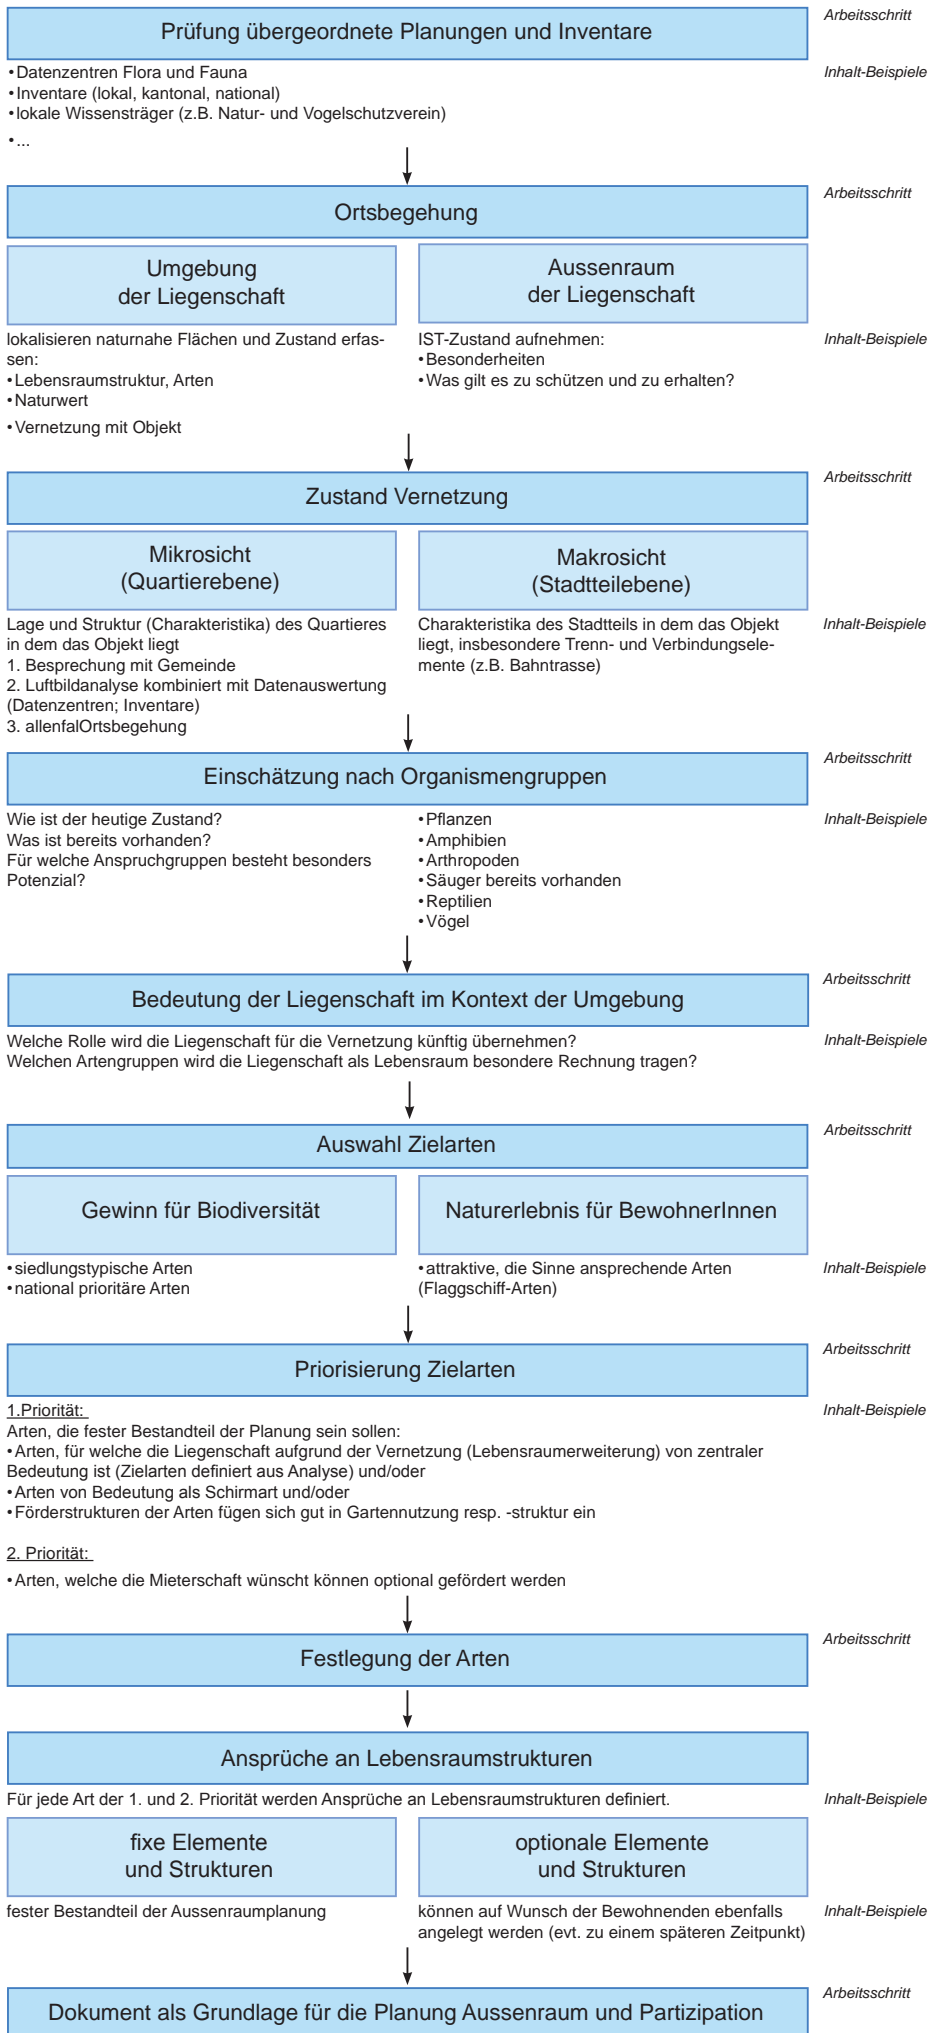 Prüfung übergeordnete Planungen und Inventare
Arbeitsschritt
•Datenzentren Flora und Fauna
Inhalt-Beispiele
•Inventare (lokal, kantonal, national)
•lokale Wissensträger (z.B. Natur- und Vogelschutzverein)
•...
Ortsbegehung
Arbeitsschritt
Umgebung
der Liegenschaft
Aussenraum
der Liegenschaft
lokalisieren naturnahe Flächen und Zustand erfas-
sen:
•Lebensraumstruktur, Arten
•Naturwert
•Vernetzung mit Objekt
IST-Zustand aufnehmen:
•Besonderheiten
•Was gilt es zu schützen und zu erhalten?
Inhalt-Beispiele
Zustand Vernetzung
Arbeitsschritt
Mikrosicht
(Quartierebene)
Makrosicht
(Stadtteilebene)
Lage und Struktur (Charakteristika) des Quartieres
in dem das Objekt liegt
1. Besprechung mit Gemeinde
2. Luftbildanalyse kombiniert mit Datenauswertung
(Datenzentren; Inventare)
3. allenfalOrtsbegehung
Charakteristika des Stadtteils in dem das Objekt
liegt, insbesondere Trenn- und Verbindungsele-
mente (z.B. Bahntrasse)
Inhalt-Beispiele
Einschätzung nach Organismengruppen
Arbeitsschritt
Wie ist der heutige Zustand?
Was ist bereits vorhanden?
Für welche Anspruchgruppen besteht besonders
Potenzial?
•Pflanzen
•Amphibien
•Arthropoden
•Säuger bereits vorhanden
•Reptilien
•Vögel
Inhalt-Beispiele
Bedeutung der Liegenschaft im Kontext der Umgebung
Arbeitsschritt
Welche Rolle wird die Liegenschaft für die Vernetzung künftig übernehmen?
Welchen Artengruppen wird die Liegenschaft als Lebensraum besondere Rechnung tragen?
Inhalt-Beispiele
Auswahl Zielarten
Arbeitsschritt
Gewinn für Biodiversität
Naturerlebnis für BewohnerInnen
•siedlungstypische Arten
•national prioritäre Arten
•attraktive, die Sinne ansprechende Arten
(Flaggschiff-Arten)
Inhalt-Beispiele
Priorisierung Zielarten
Arbeitsschritt
1.Priorität:
Inhalt-Beispiele
Arten, die fester Bestandteil der Planung sein sollen:
•Arten, für welche die Liegenschaft aufgrund der Vernetzung (Lebensraumerweiterung) von zentraler
Bedeutung ist (Zielarten definiert aus Analyse) und/oder
•Arten von Bedeutung als Schirmart und/oder
•Förderstrukturen der Arten fügen sich gut in Gartennutzung resp. -struktur ein
2. Priorität:
•Arten, welche die Mieterschaft wünscht können optional gefördert werden
Festlegung der Arten
Arbeitsschritt
Ansprüche an Lebensraumstrukturen
Arbeitsschritt
Für jede Art der 1. und 2. Priorität werden Ansprüche an Lebensraumstrukturen definiert.
Inhalt-Beispiele
fixe Elemente
und Strukturen
optionale Elemente
und Strukturen
fester Bestandteil der Aussenraumplanung
können auf Wunsch der Bewohnenden ebenfalls
angelegt werden (evt. zu einem späteren Zeitpunkt)
Inhalt-Beispiele
Dokument als Grundlage für die Planung Aussenraum und Partizipation
Arbeitsschritt